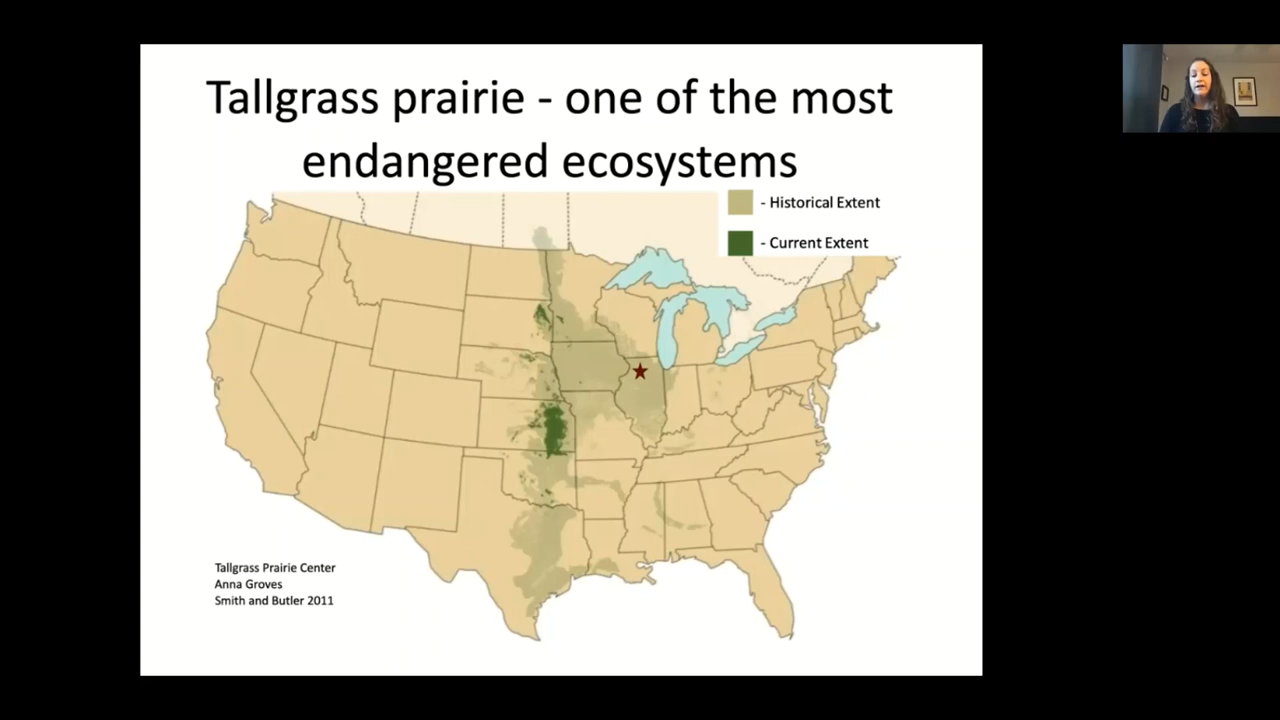 Tallgrass prairie - one of the most
endangered ecosystems
- Historical Extent
- Current Extent
Tallgrass Prairie Center
Anna Groves
Smith and Butler 2011